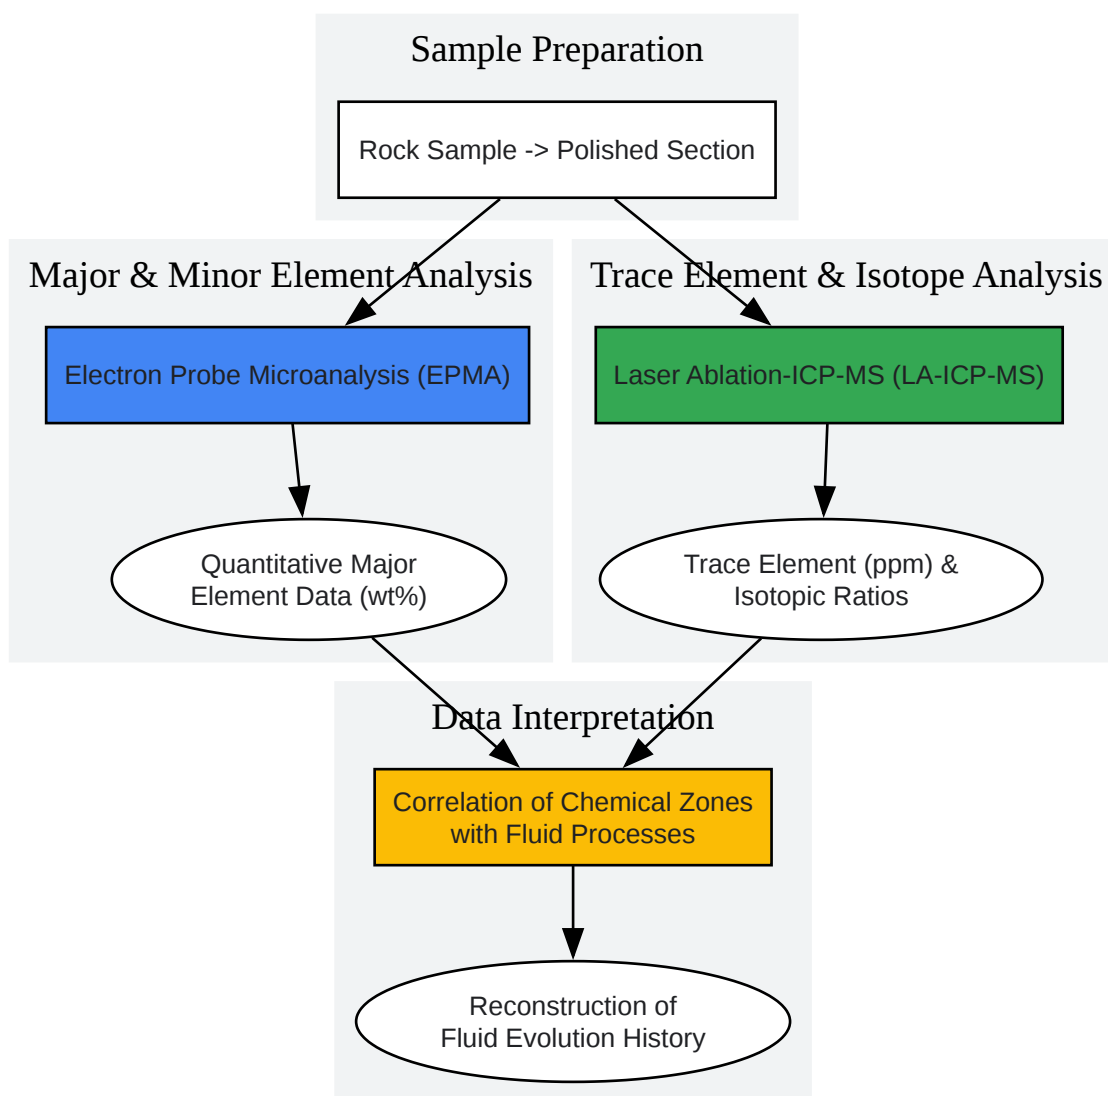 Sample Preparation
Rock Sample -> Polished Section
Major & Minor Element Analysis
Electron Probe Microanalysis (EPMA)
Quantitative Major
Element Data (wt%)
Trace Element & Isotope Analysis
Laser Ablation-ICP-MS (LA-ICP-MS)
Trace Element (ppm) &
Isotopic Ratios
Data Interpretation
Correlation of Chemical Zones
with Fluid Processes
Reconstruction of
Fluid Evolution History